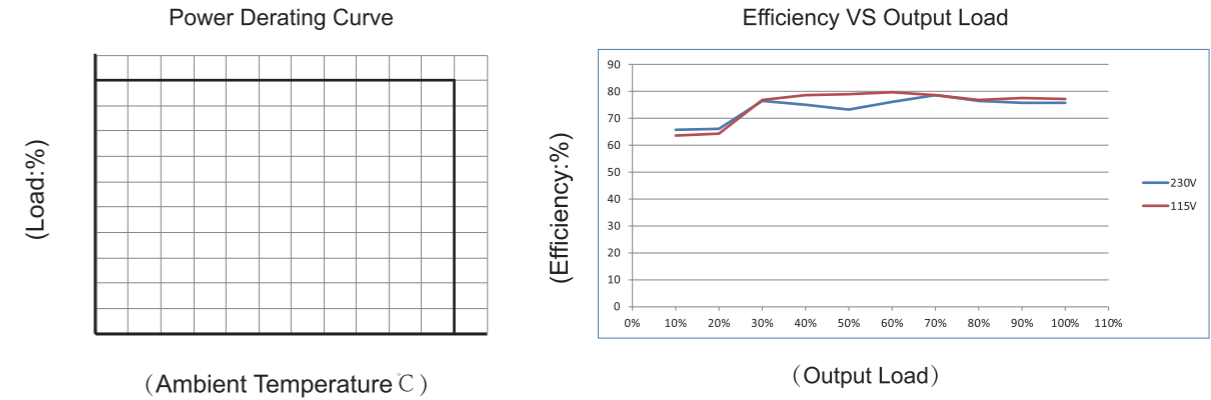 Power Derating Curve
(Load:%)
(Ambient Temperature℃)
Efficiency VS Output Load
(Efficiency:%)
90
80
70
60
50
40
30
20
10
0
0% 10% 20% 30% 40% 50% 60% 70% 80% 90% 100% 110%
230V
115V
(Output Load)